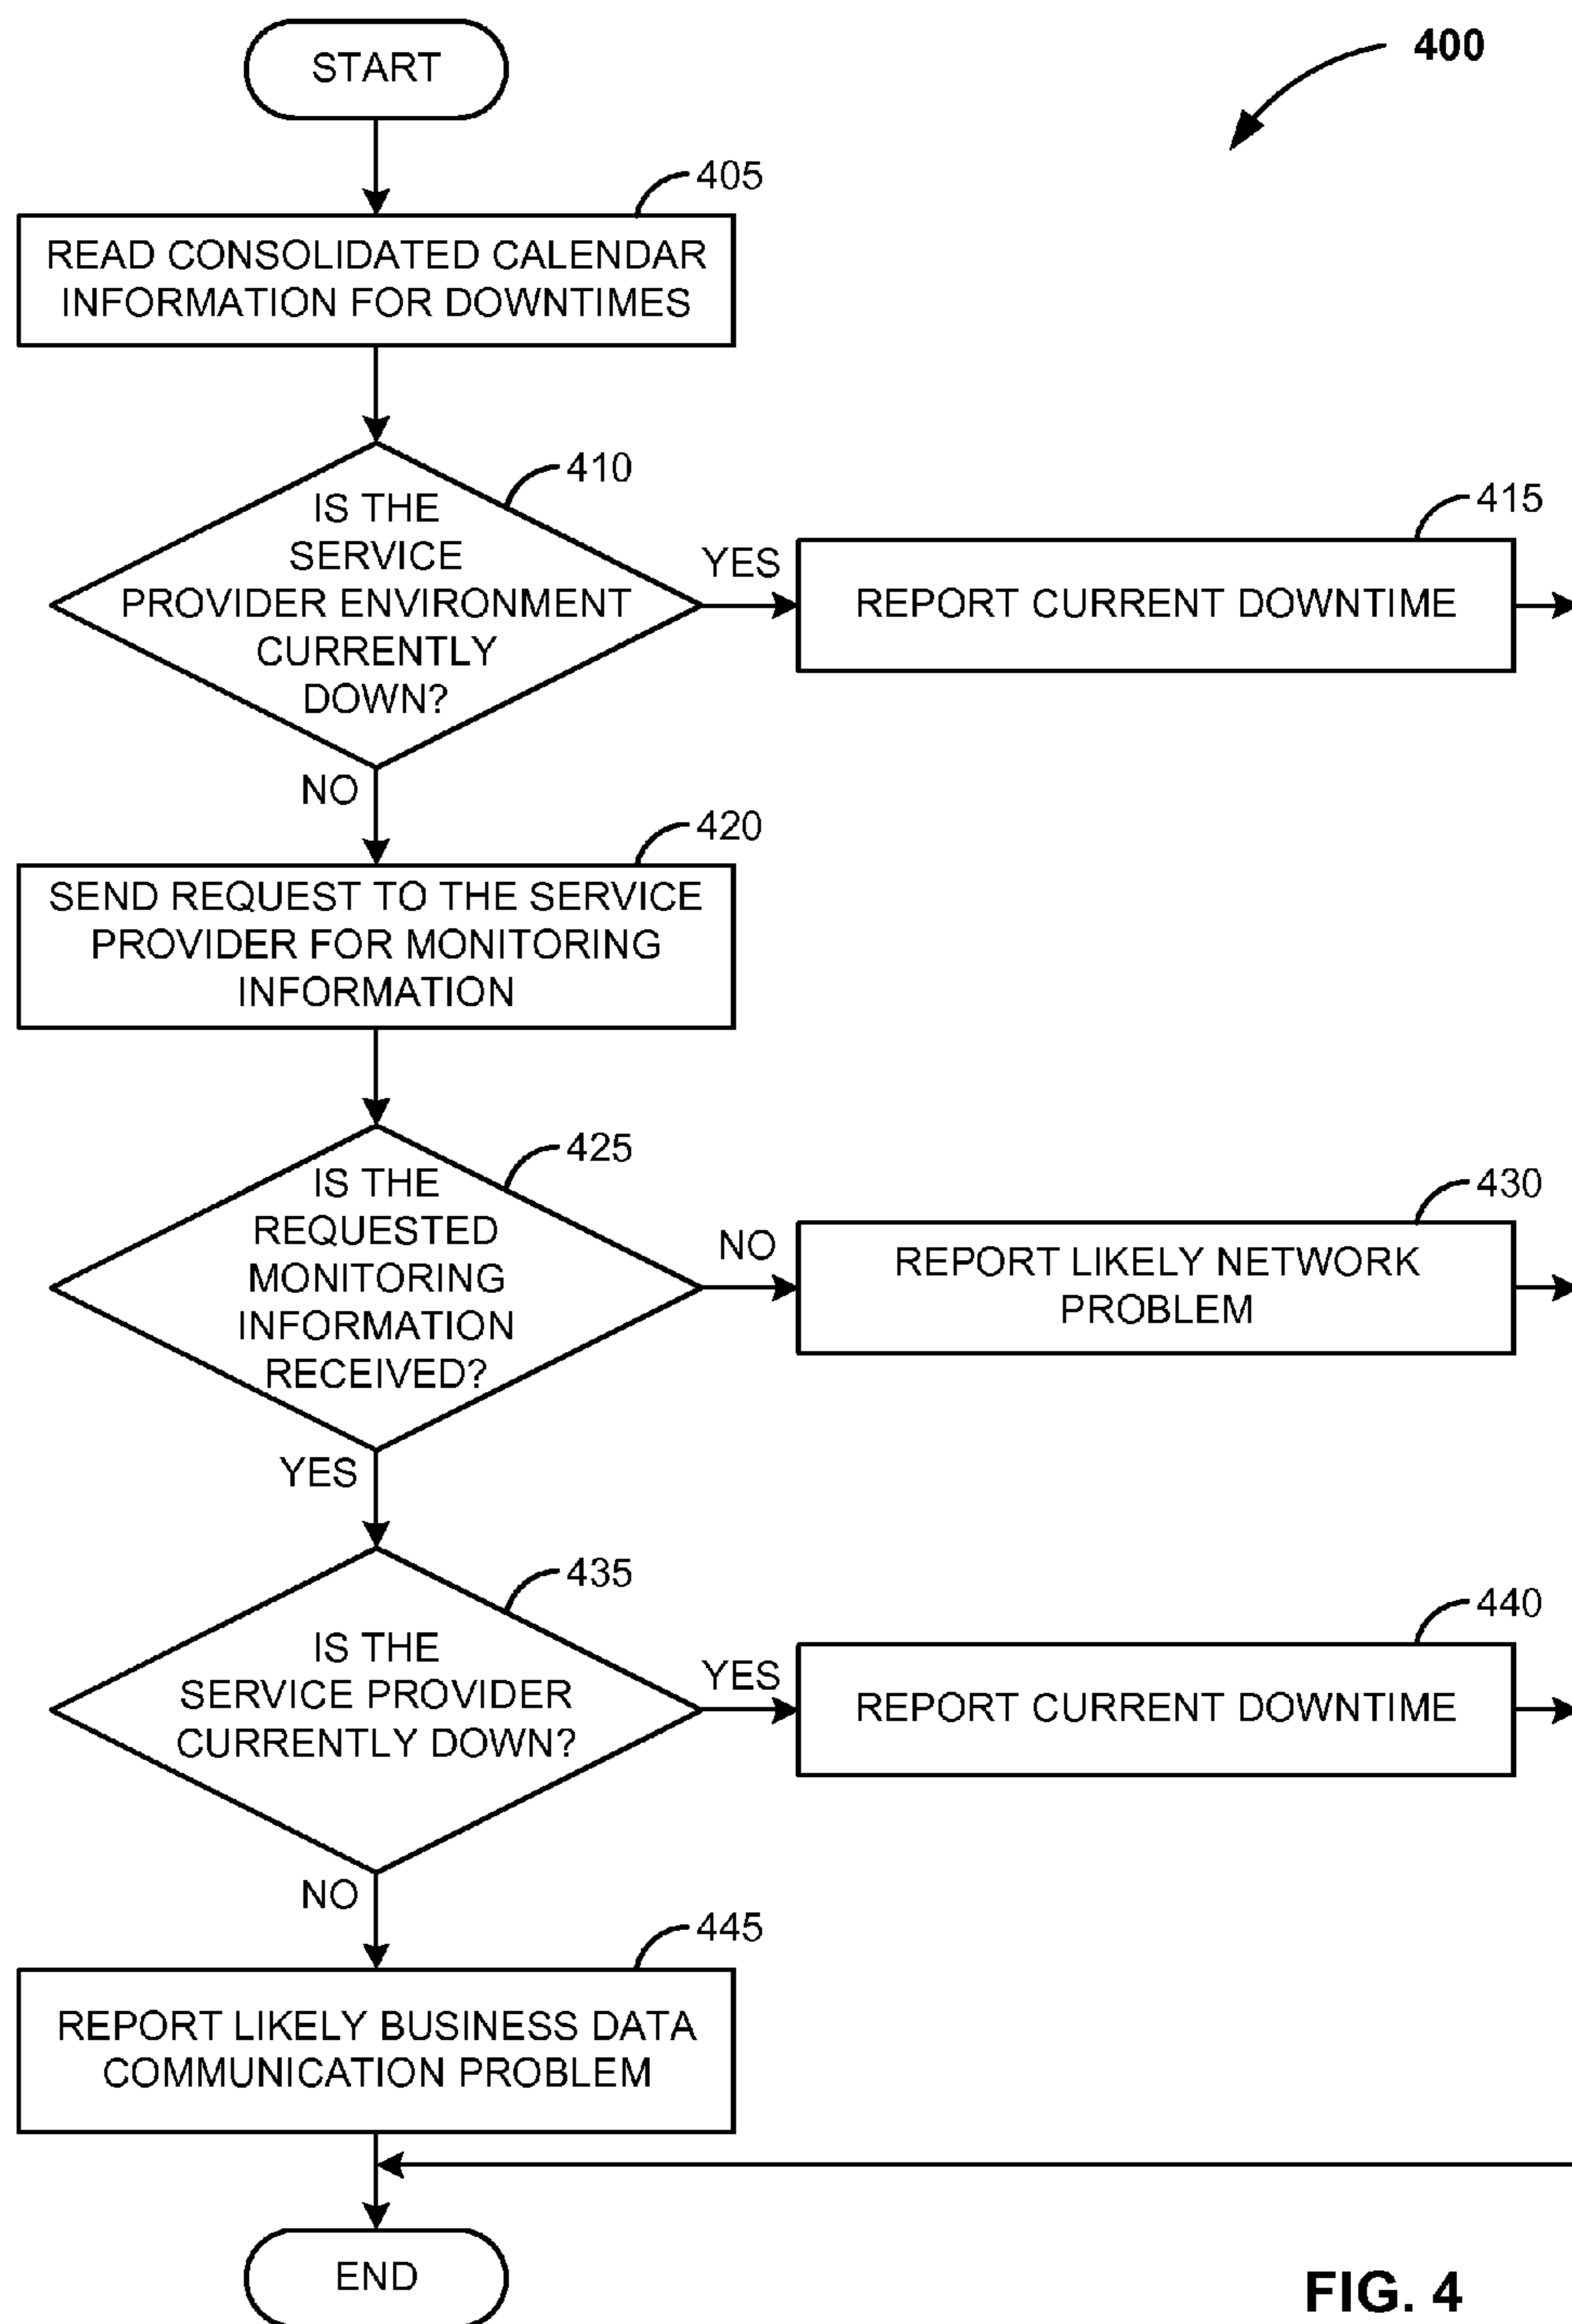 START
400
405
READ CONSOLIDATED CALENDAR
INFORMATION FOR DOWNTIMES
410
IS THE
SERVICE
PROVIDER ENVIRONMENT
CURRENTLY
DOWN?
YES
415
REPORT CURRENT DOWNTIME
NO
420
SEND REQUEST TO THE SERVICE
PROVIDER FOR MONITORING
INFORMATION
425
IS THE
REQUESTED
MONITORING
INFORMATION
RECEIVED?
NO
430
REPORT LIKELY NETWORK
PROBLEM
YES
435
IS THE
SERVICE PROVIDER
CURRENTLY DOWN?
YES
440
REPORT CURRENT DOWNTIME
NO
445
REPORT LIKELY BUSINESS DATA
COMMUNICATION PROBLEM
END
FIG. 4